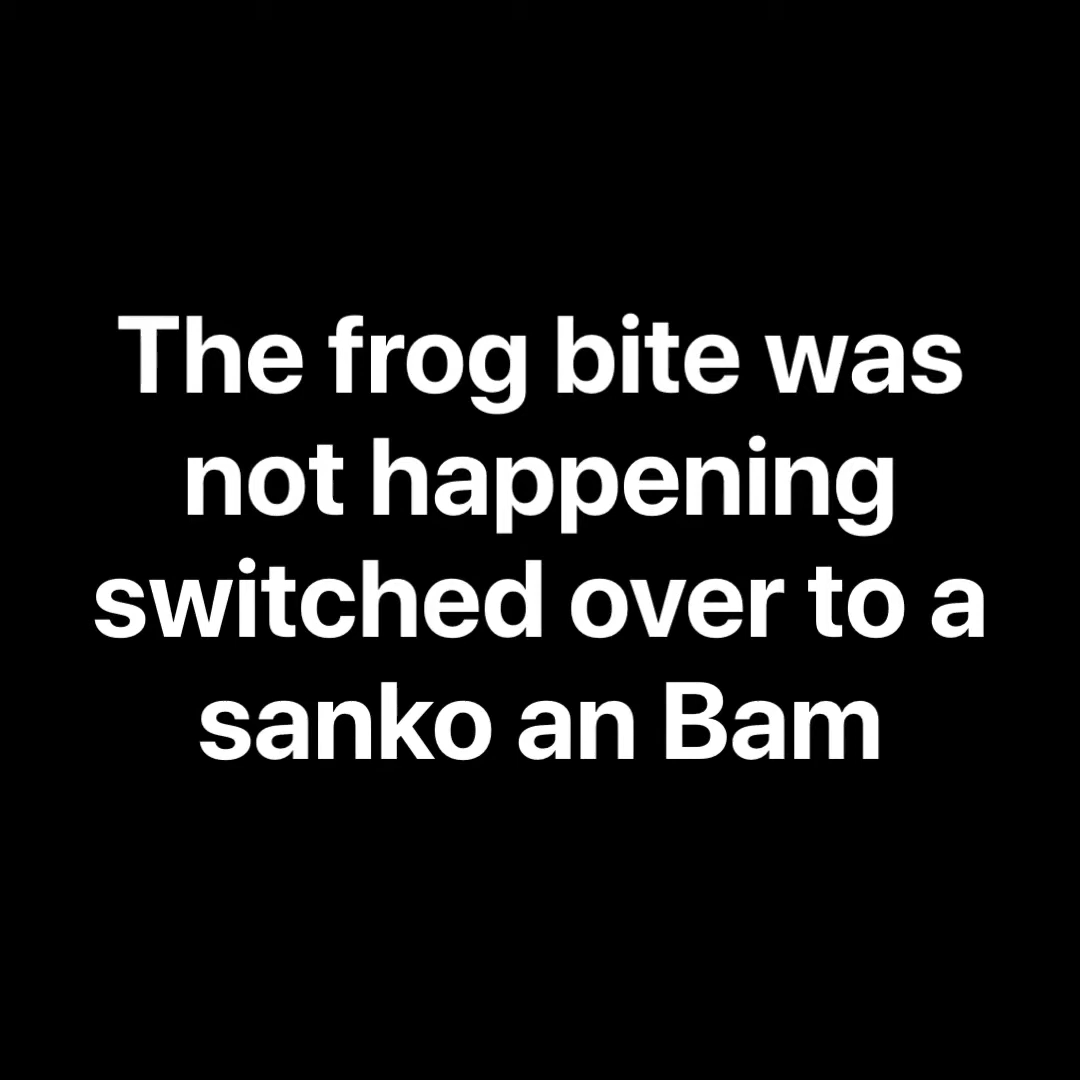 The frog bite was
not happening
switched over to a
sanko an Bam